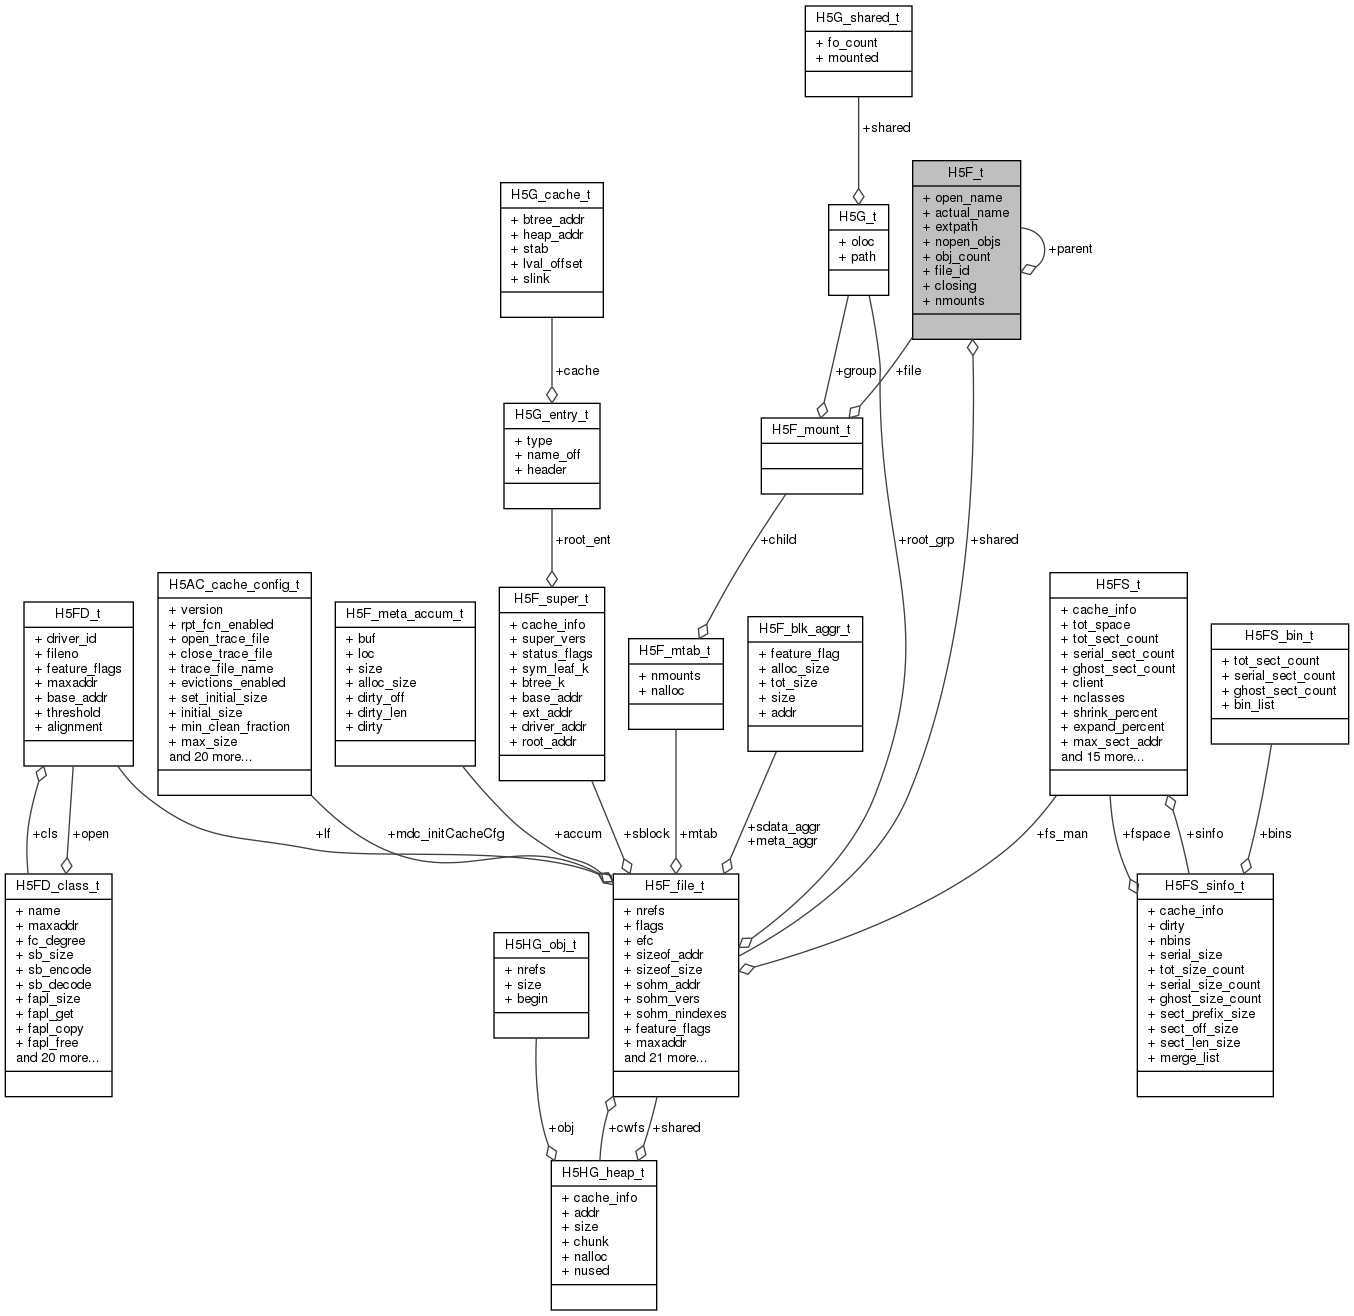 H5G_shared_t
+ fo_count
+ mounted
+shared
H5F_t
+ open_name
+ actual_name
+ extpath
+ nopen_objs
+ obj_count
+ file_id
+ closing
+ nmounts
+parent
H5G_cache_t
+ btree_addr
+ heap_addr
+ stab
+ lval_offset
+ slink
H5G_t
+ oloc
+ path
+cache
+group
+file
H5G_entry_t
+ type
+ name_off
+ header
H5F_mount_t
+root_ent
+child
+root_grp
+shared
H5FD_t
+ driver_id
+ fileno
+ feature_flags
+ maxaddr
+ base_addr
+ threshold
+ alignment
H5AC_cache_config_t
+ version
+ rpt_fcn_enabled
+ open_trace_file
+ close_trace_file
+ trace_file_name
+ evictions_enabled
+ set_initial_size
+ initial_size
+ min_clean_fraction
+ max_size
and 20 more...
H5F_meta_accum_t
+ buf
+ loc
+ size
+ alloc_size
+ dirty_off
+ dirty_len
+ dirty
H5F_super_t
+ cache_info
+ super_vers
+ status_flags
+ sym_leaf_k
+ btree_k
+ base_addr
+ ext_addr
+ driver_addr
+ root_addr
H5F_mtab_t
+ nmounts
+ nalloc
H5F_blk_aggr_t
+ feature_flag
+ alloc_size
+ tot_size
+ size
+ addr
H5FS_t
+ cache_info
+ tot_space
+ tot_sect_count
+ serial_sect_count
+ ghost_sect_count
+ client
+ nclasses
+ shrink_percent
+ expand_percent
+ max_sect_addr
and 15 more...
H5FS_bin_t
+ tot_sect_count
+ serial_sect_count
+ ghost_sect_count
+ bin_list
+cls
+open
+lf
+mdc_initCacheCfg
+accum
+sblock
+mtab
+sdata_aggr
+meta_aggr
+fs_man
+fspace
+sinfo
+bins
H5FD_class_t
+ name
+ maxaddr
+ fc_degree
+ sb_size
+ sb_encode
+ sb_decode
+ fapl_size
+ fapl_get
+ fapl_copy
+ fapl_free
and 20 more...
H5HG_obj_t
+ nrefs
+ size
+ begin
H5F_file_t
+ nrefs
+ flags
+ efc
+ sizeof_addr
+ sizeof_size
+ sohm_addr
+ sohm_vers
+ sohm_nindexes
+ feature_flags
+ maxaddr
and 21 more...
H5FS_sinfo_t
+ cache_info
+ dirty
+ nbins
+ serial_size
+ tot_size_count
+ serial_size_count
+ ghost_size_count
+ sect_prefix_size
+ sect_off_size
+ sect_len_size
+ merge_list
+obj
+cwfs
+shared
H5HG_heap_t
+ cache_info
+ addr
+ size
+ chunk
+ nalloc
+ nused